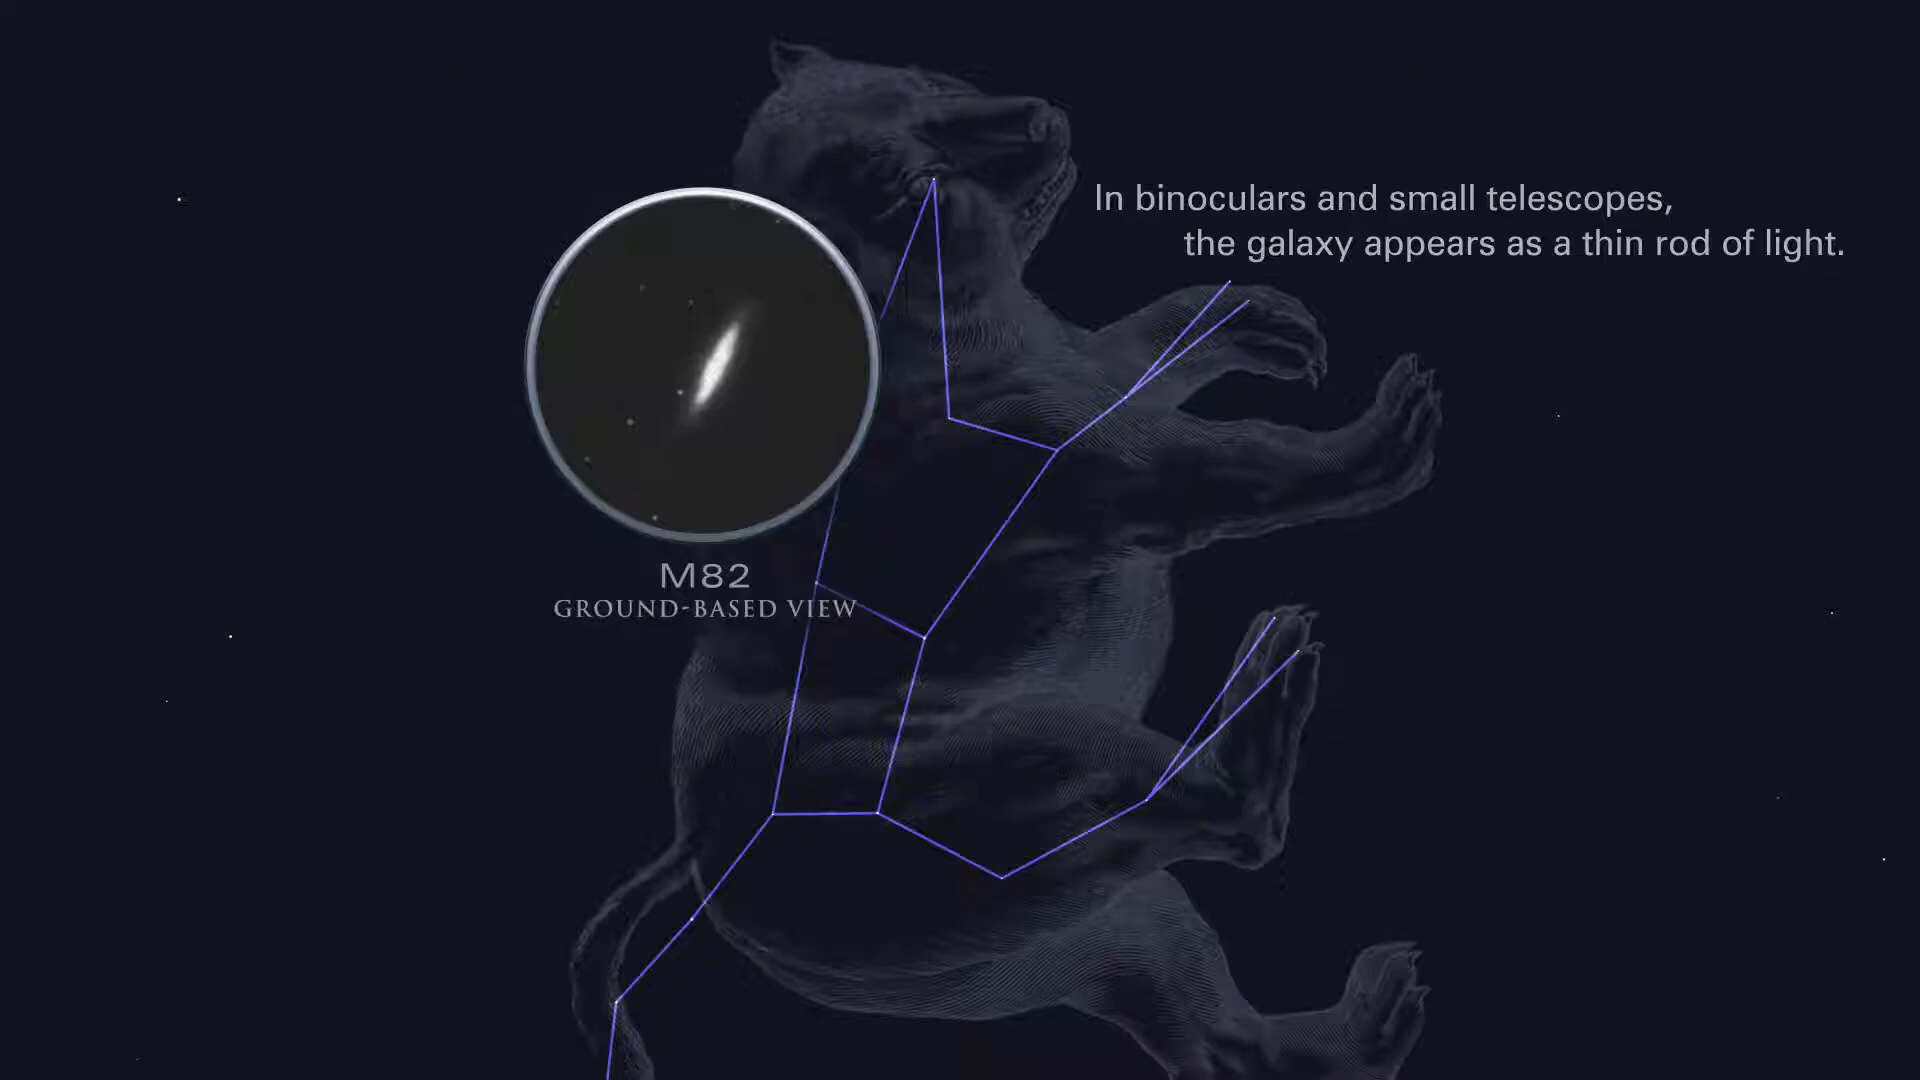 In binoculars and small telescopes,
the galaxy appears as a thin rod of light.
M82
GROUND-BASED VIEW